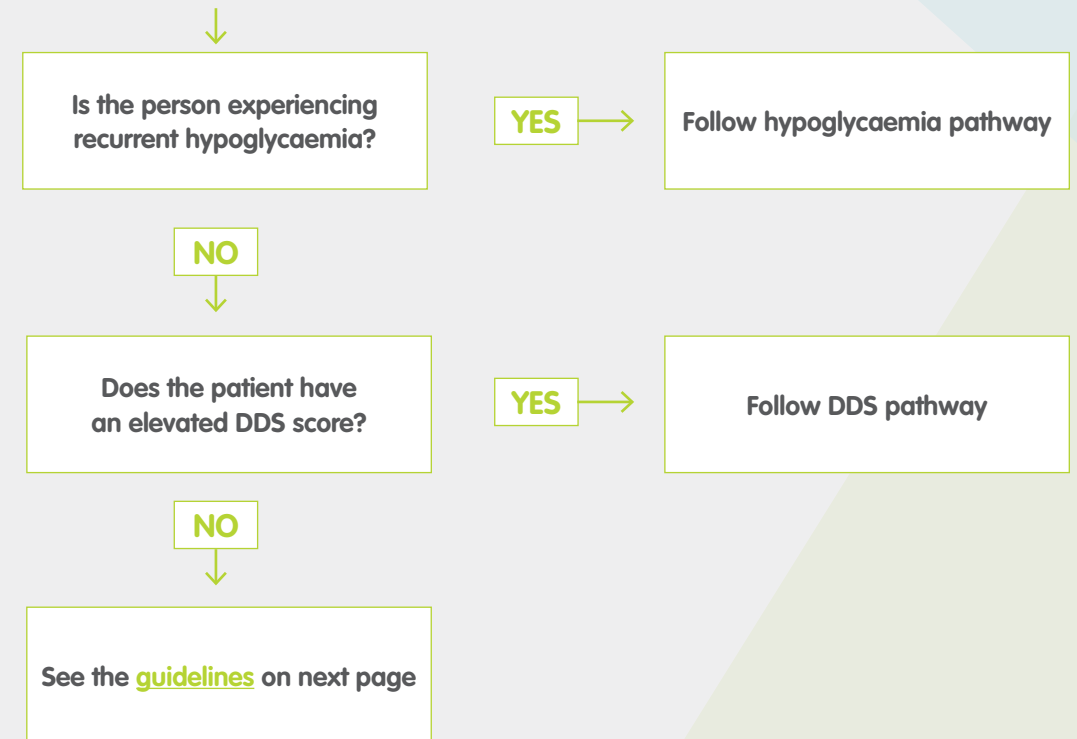 Is the person experiencing
recurrent hypoglycaemia?
YES
Follow hypoglycaemia pathway
NO
Does the patient have
an elevated DDS score?
YES
Follow DDS pathway
NO
See the guidelines on next page